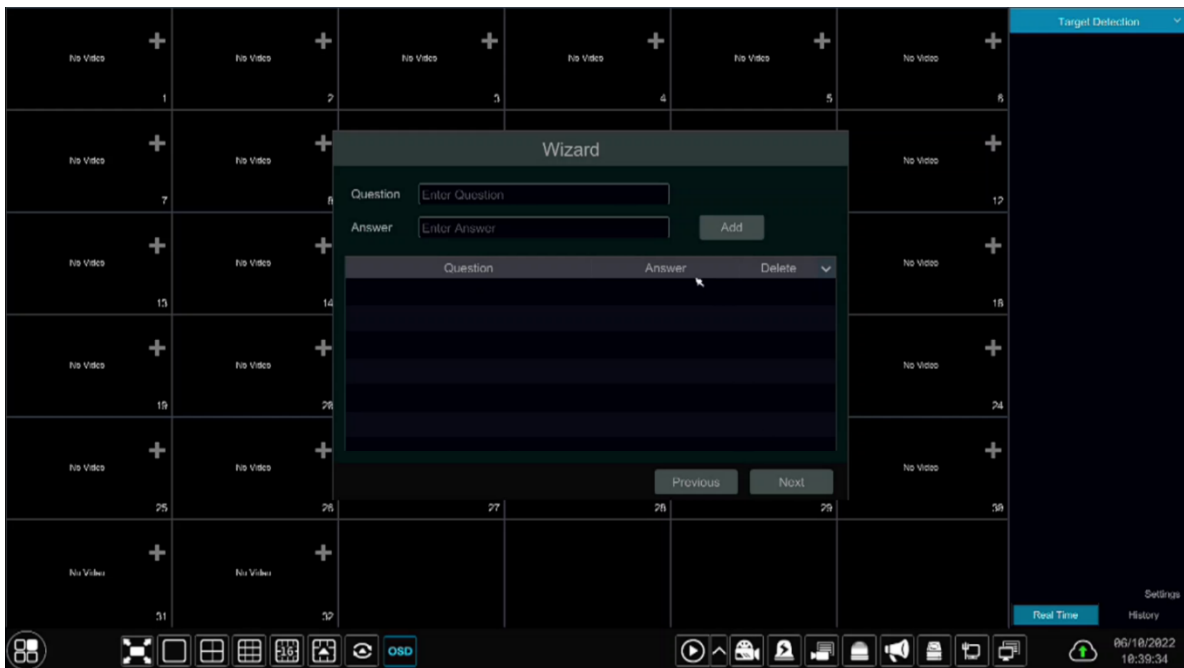 Target Detection
No Video No Video No Video No Video No Video No Video
1 2 3 4 5 6
Wizard
No Video No Video No Video
7 8 12
Question Enter Question
Answer Enter Answer Add
No Video No Video No Video
Question Answer Delete
13 14 18
No Video No Video No Video
19 20 24
No Video No Video No Video
Previous Next
25 26 27 28 29 30
No Video No Video
Settings
31 32
Real Time History
16
OSD
06/10/2022
10:39:34